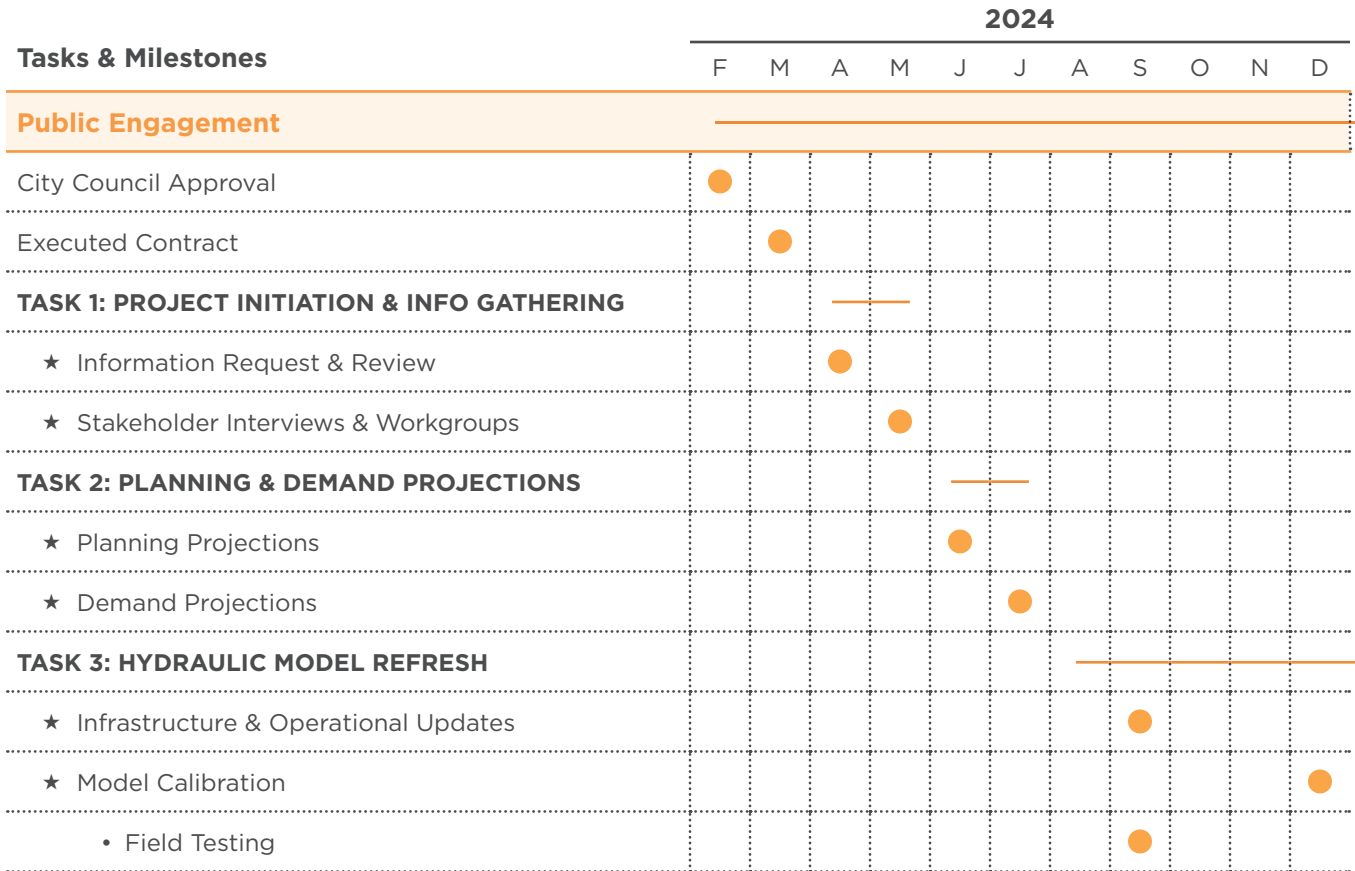 2024
Tasks & Milestones
F M A M J J A S O N D
Public Engagement
City Council Approval
Executed Contract
TASK 1: PROJECT INITIATION & INFO GATHERING
★ Information Request & Review
★ Stakeholder Interviews & Workgroups
TASK 2: PLANNING & DEMAND PROJECTIONS
★ Planning Projections
★ Demand Projections
TASK 3: HYDRAULIC MODEL REFRESH
★ Infrastructure & Operational Updates
★ Model Calibration
• Field Testing